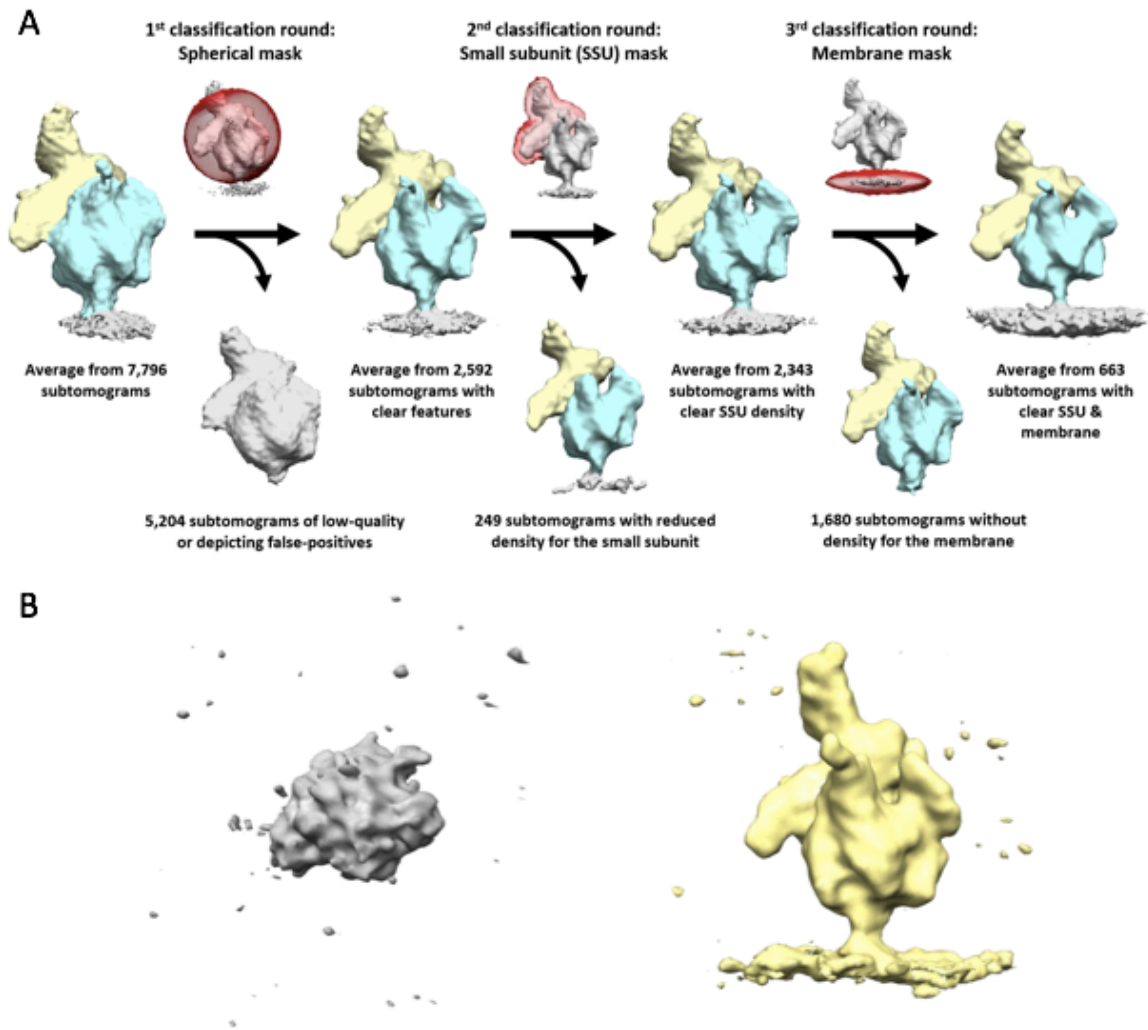 A
1st classification round:
Spherical mask
2nd classification round:
Small subunit (SSU) mask
3rd classification round:
Membrane mask
Average from 7,796
subtomograms
Average from 2,592
subtomograms with
clear features
Average from 2,343
subtomograms with
clear SSU density
Average from 663
subtomograms with
clear SSU &
membrane
5,204 subtomograms of low-quality
or depicting false-positives
249 subtomograms with reduced
density for the small subunit
1,680 subtomograms without
density for the membrane
B